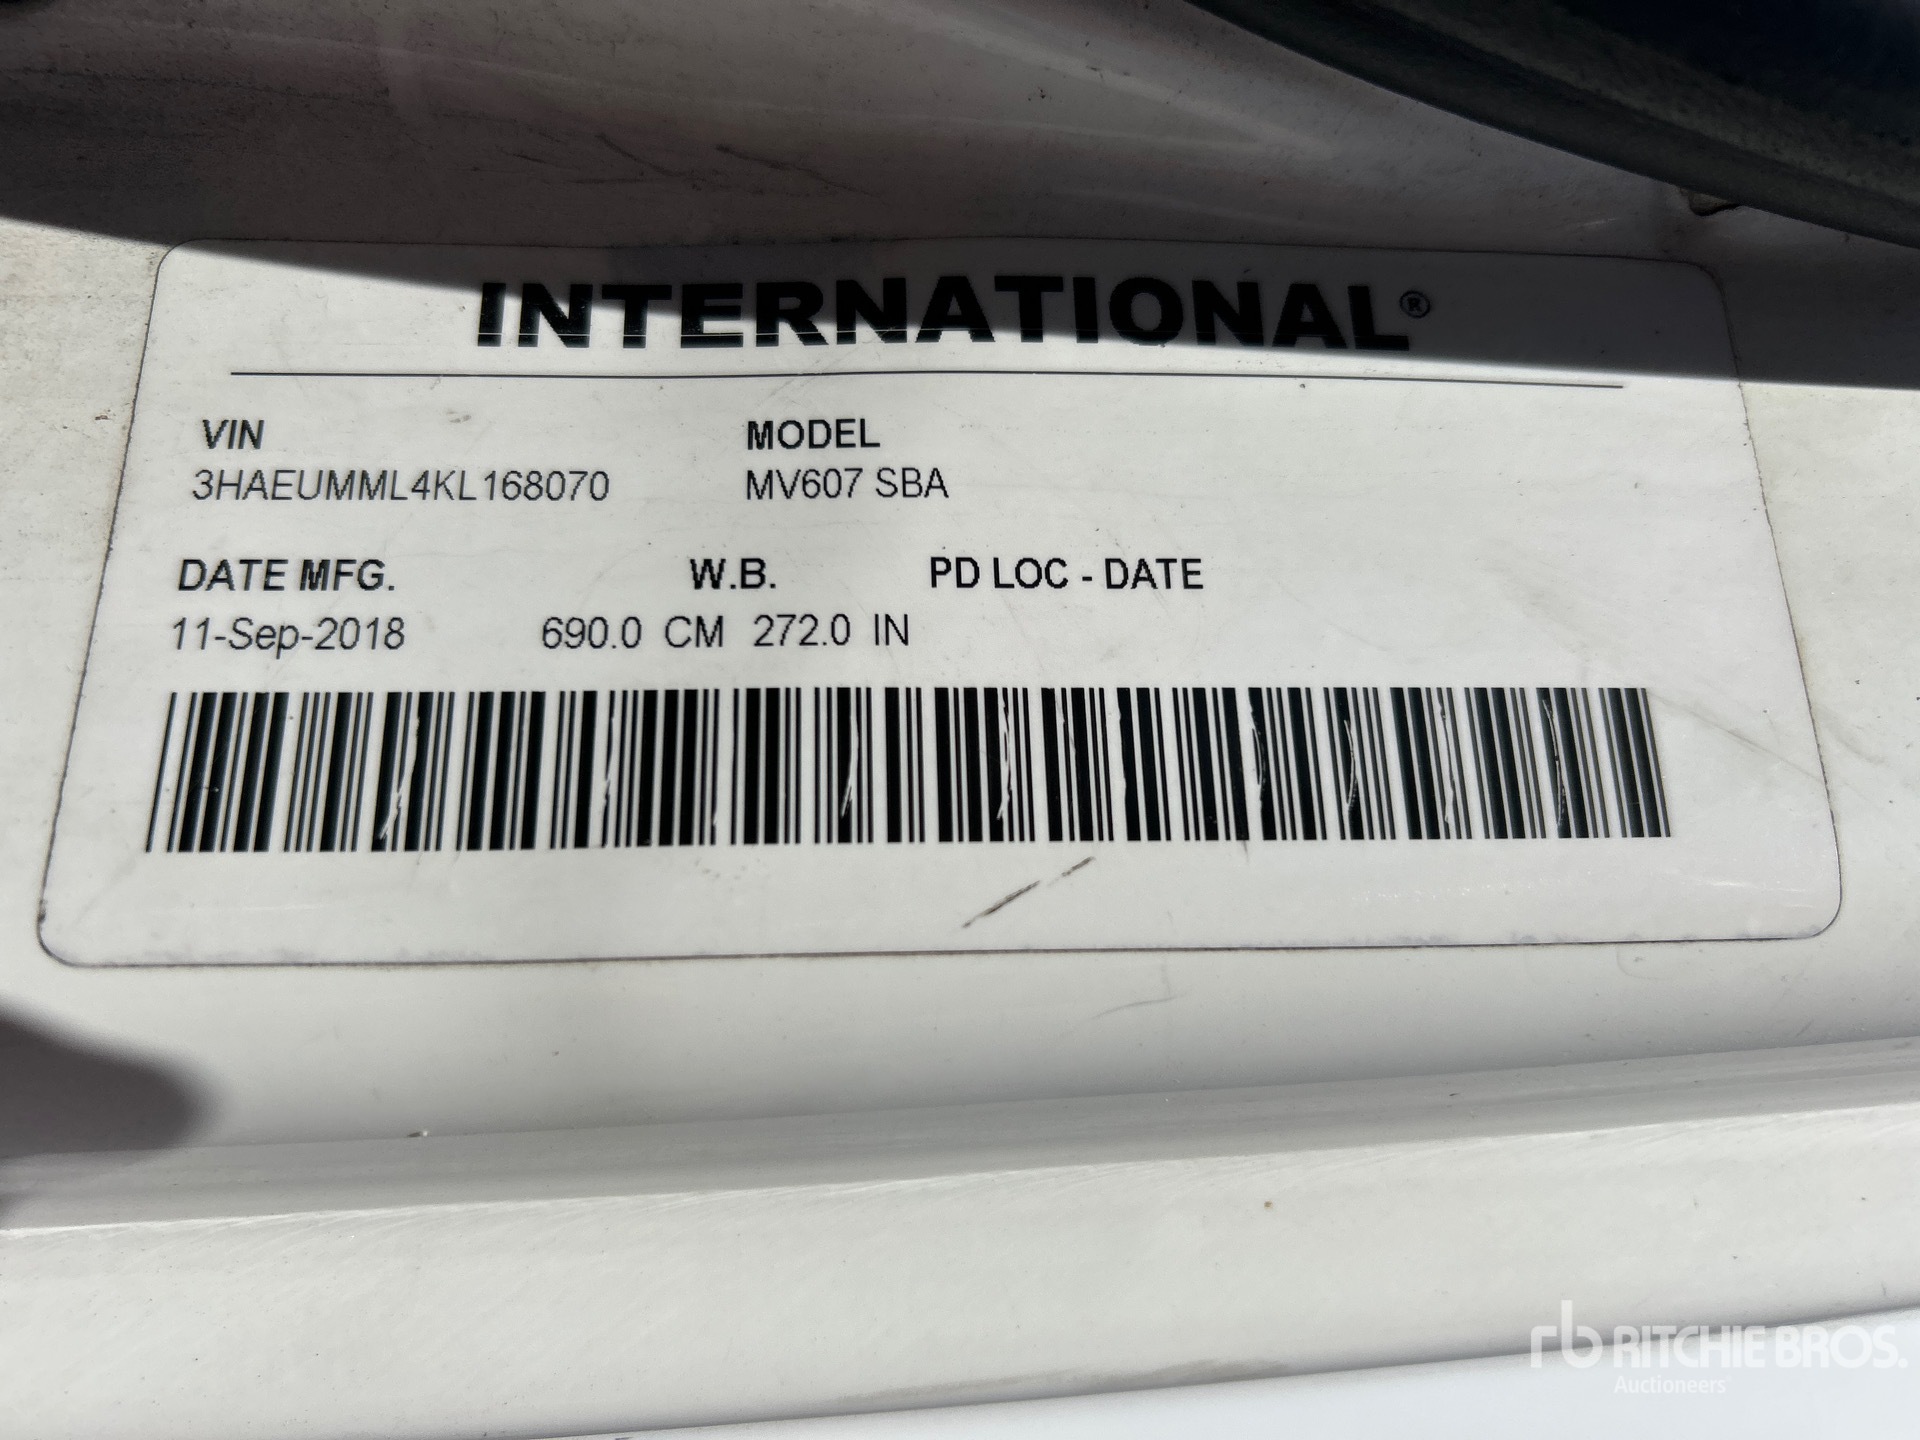 INTERNATIONAL®
VIN MODEL
3HAEUMML4KL168070 MV607 SBA
DATE MFG. W.B. PD LOC - DATE
11-Sep-2018 690.0 CM 272.0 IN
rb RITCHIE BROS.
Auctioneers